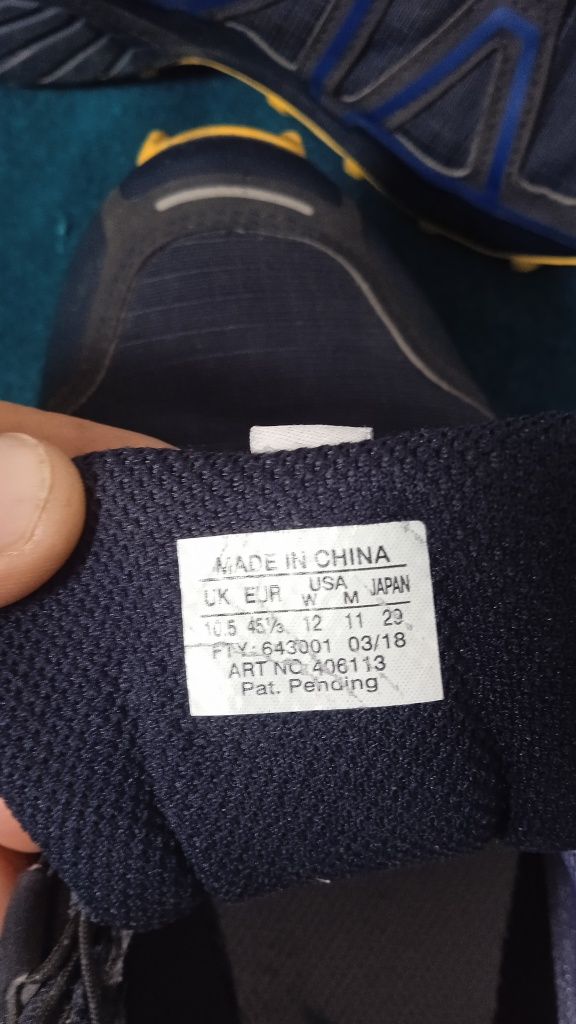 MADE IN CHINA
UK EUR USA JAPAN
W M
10.5 45⅓ 12 11 29
FTY: 643001 03/18
ART NO 406113
Pat. Pending